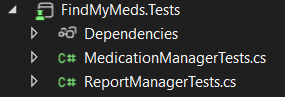 FindMyMeds.Tests
Dependencies
C# MedicationManagerTests.cs
C# ReportManagerTests.cs